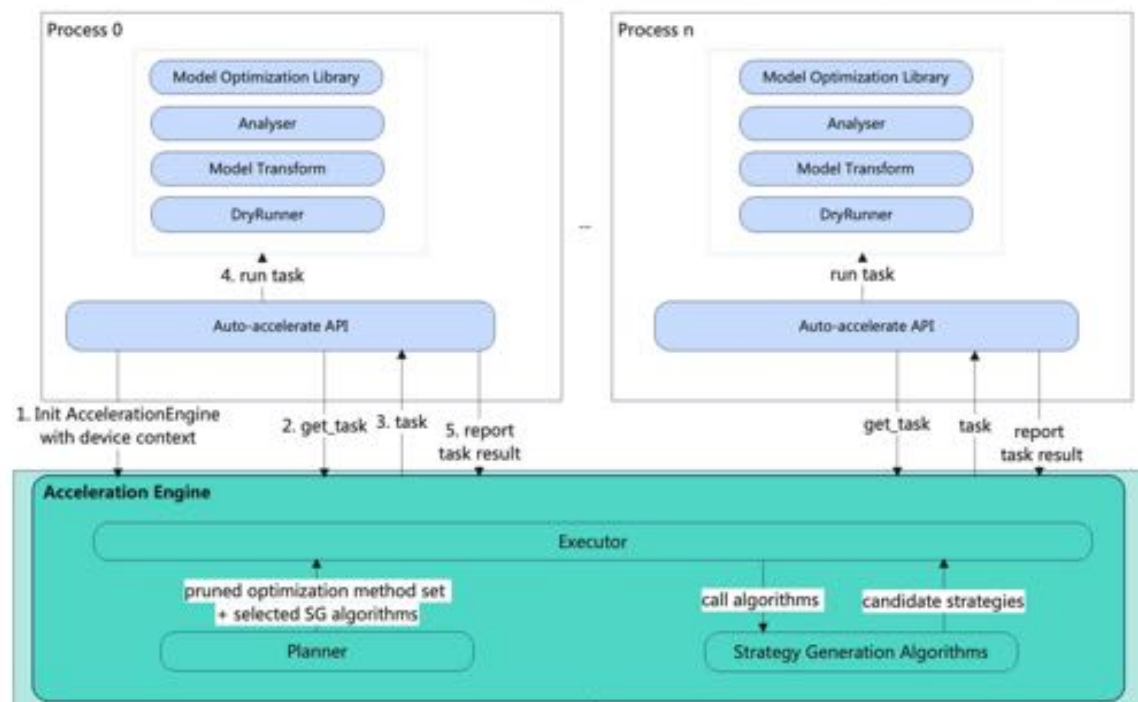 Process 0
Model Optimization Library
Analyser
Model Transform
DryRunner
4. run task
Auto-accelerate API
1. Init AccelerationEngine
with device context
2. get_task
3. task
5. report
task result
--
Process n
Model Optimization Library
Analyser
Model Transform
DryRunner
run task
Auto-accelerate API
get_task
task
report
task result
Acceleration Engine
Executor
pruned optimization method set
+ selected SG algorithms
call algorithms
candidate strategies
Planner
Strategy Generation Algorithms